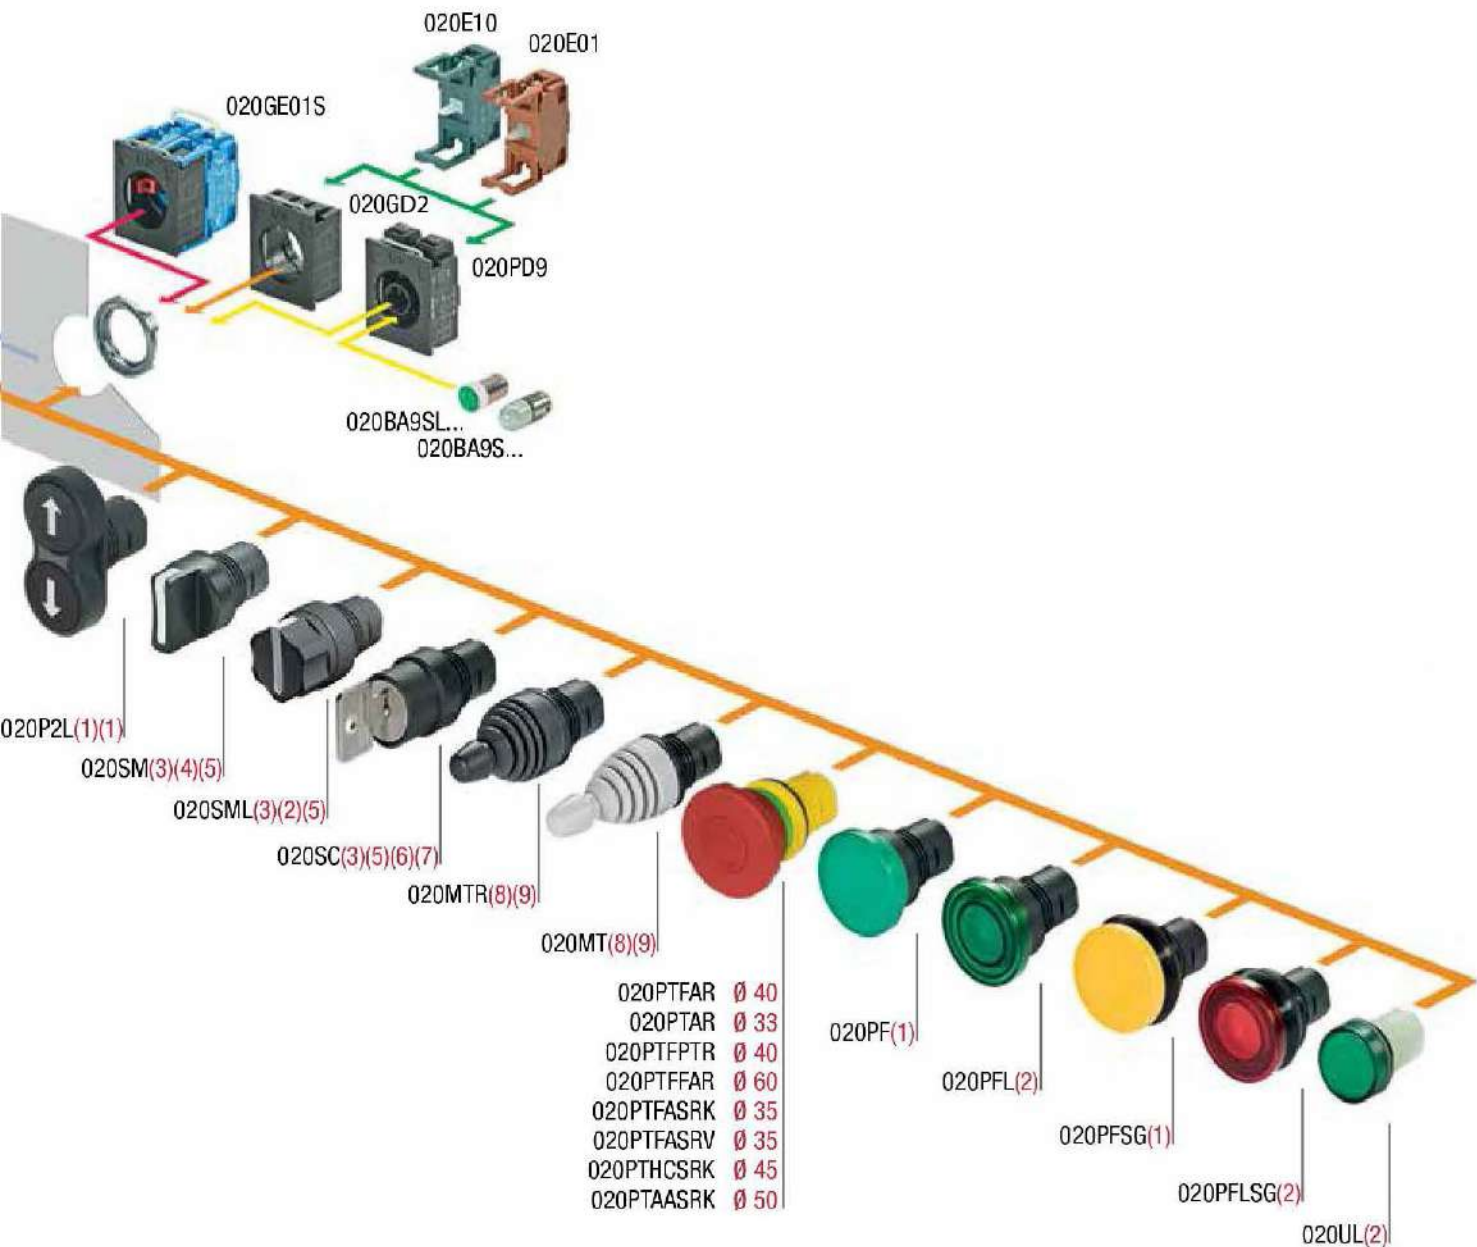 020E10
020E01
020GE01S
020GD2
020PD9
020BA9SL...
020BA9S...
020P2L(1)(1)
020SM(3)(4)(5)
020SML(3)(2)(5)
020SC(3)(5)(6)(7)
020MTR(8)(9)
020MT(8)(9)
020PTFAR Ø 40
020PTAR Ø 33
020PTFPTR Ø 40
020PTFFAR Ø 60
020PTFASRK Ø 35
020PTFASRV Ø 35
020PTHCSRK Ø 45
020PTAASRK Ø 50
020PF(1)
020PFL(2)
020PFSG(1)
020PFLSG(2)
020UL(2)